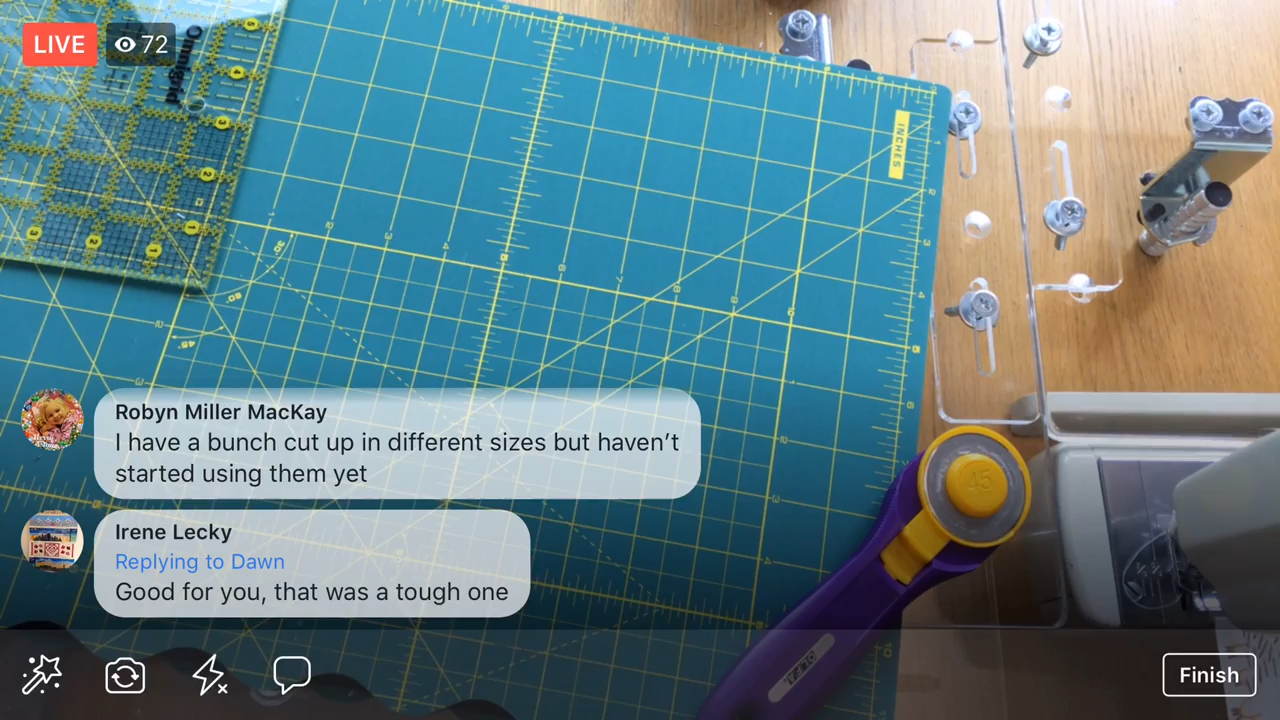 LIVE
72
INCHES
45
OLFA
Robyn Miller MacKay
I have a bunch cut up in different sizes but haven’t
started using them yet
Irene Lecky
Replying to Dawn
Good for you, that was a tough one
Finish